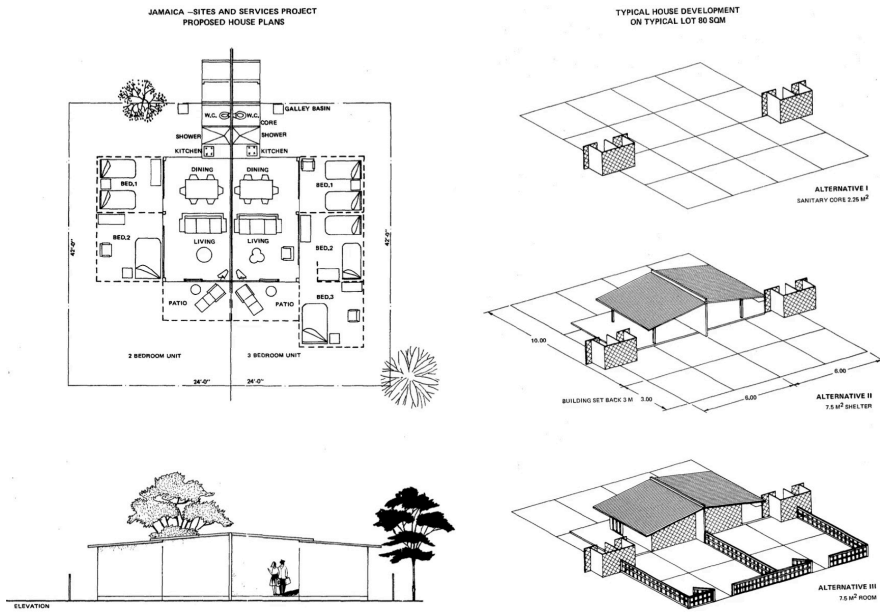 JAMAICA –SITES AND SERVICES PROJECT
PROPOSED HOUSE PLANS
GALLEY BASIN
W.C.
W.C.
CORE
SHOWER
SHOWER
KITCHEN
KITCHEN
DINING
DINING
BED.1
BED.1
BED.2
BED.2
LIVING
LIVING
42'-0"
42'-0"
BED.3
PATIO
PATIO
2 BEDROOM UNIT
3 BEDROOM UNIT
24'-0"
24'-0"
ELEVATION
TYPICAL HOUSE DEVELOPMENT
ON TYPICAL LOT 80 SQM
ALTERNATIVE I
SANITARY CORE 2.25 M²
10.00
6.00
BUILDING SET BACK 3 M
3.00
6.00
ALTERNATIVE II
7.5 M² SHELTER
ALTERNATIVE III
7.5 M² ROOM